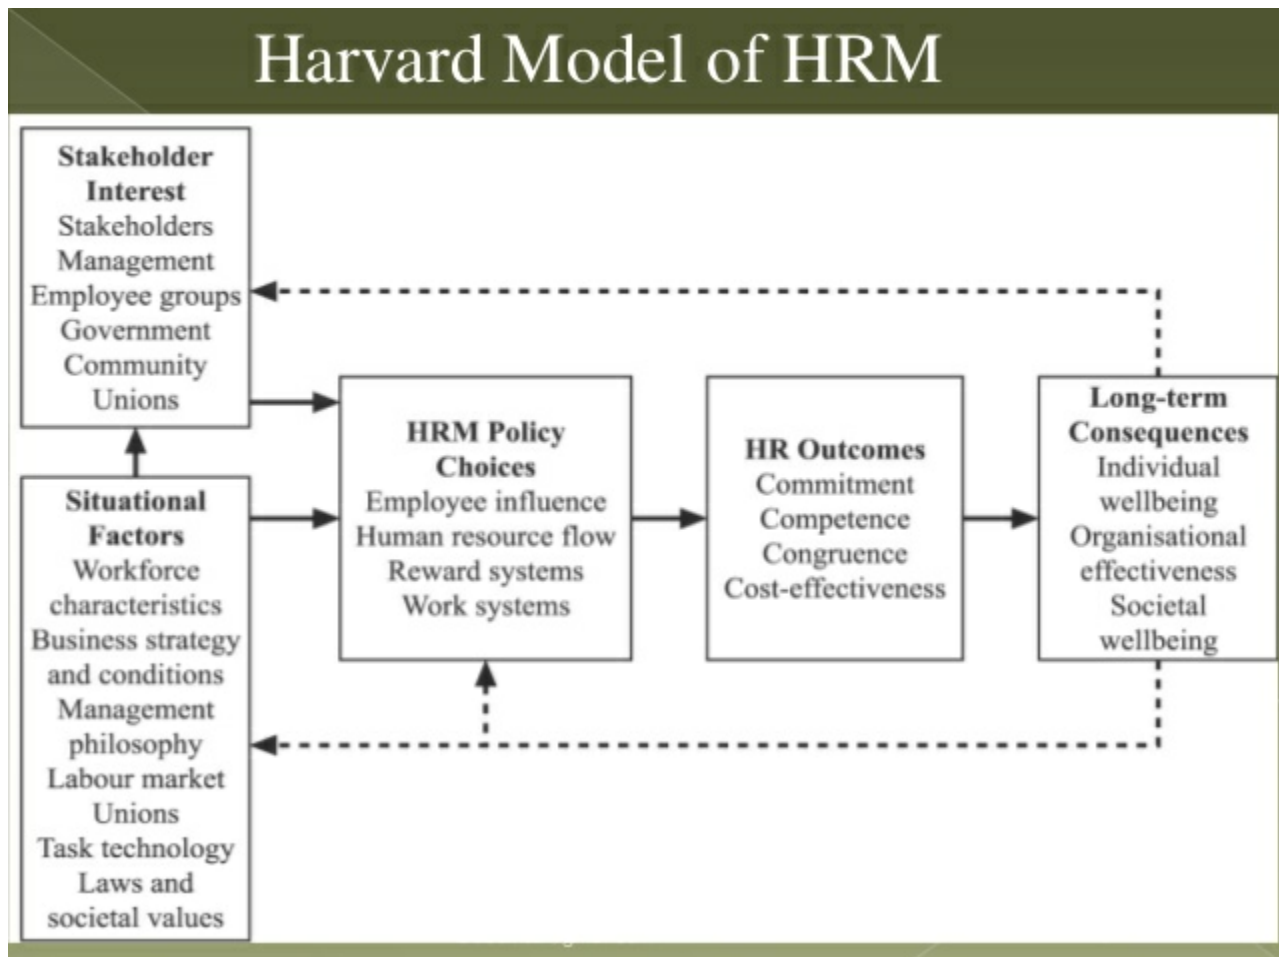 Harvard Model of HRM
Stakeholder
Interest
Stakeholders
Management
Employee groups
Government
Community
Unions
Situational
Factors
Workforce
characteristics
Business strategy
and conditions
Management
philosophy
Labour market
Unions
Task technology
Laws and
societal values
HRM Policy
Choices
Employee influence
Human resource flow
Reward systems
Work systems
HR Outcomes
Commitment
Competence
Congruence
Cost-effectiveness
Long-term
Consequences
Individual
wellbeing
Organisational
effectiveness
Societal
wellbeing